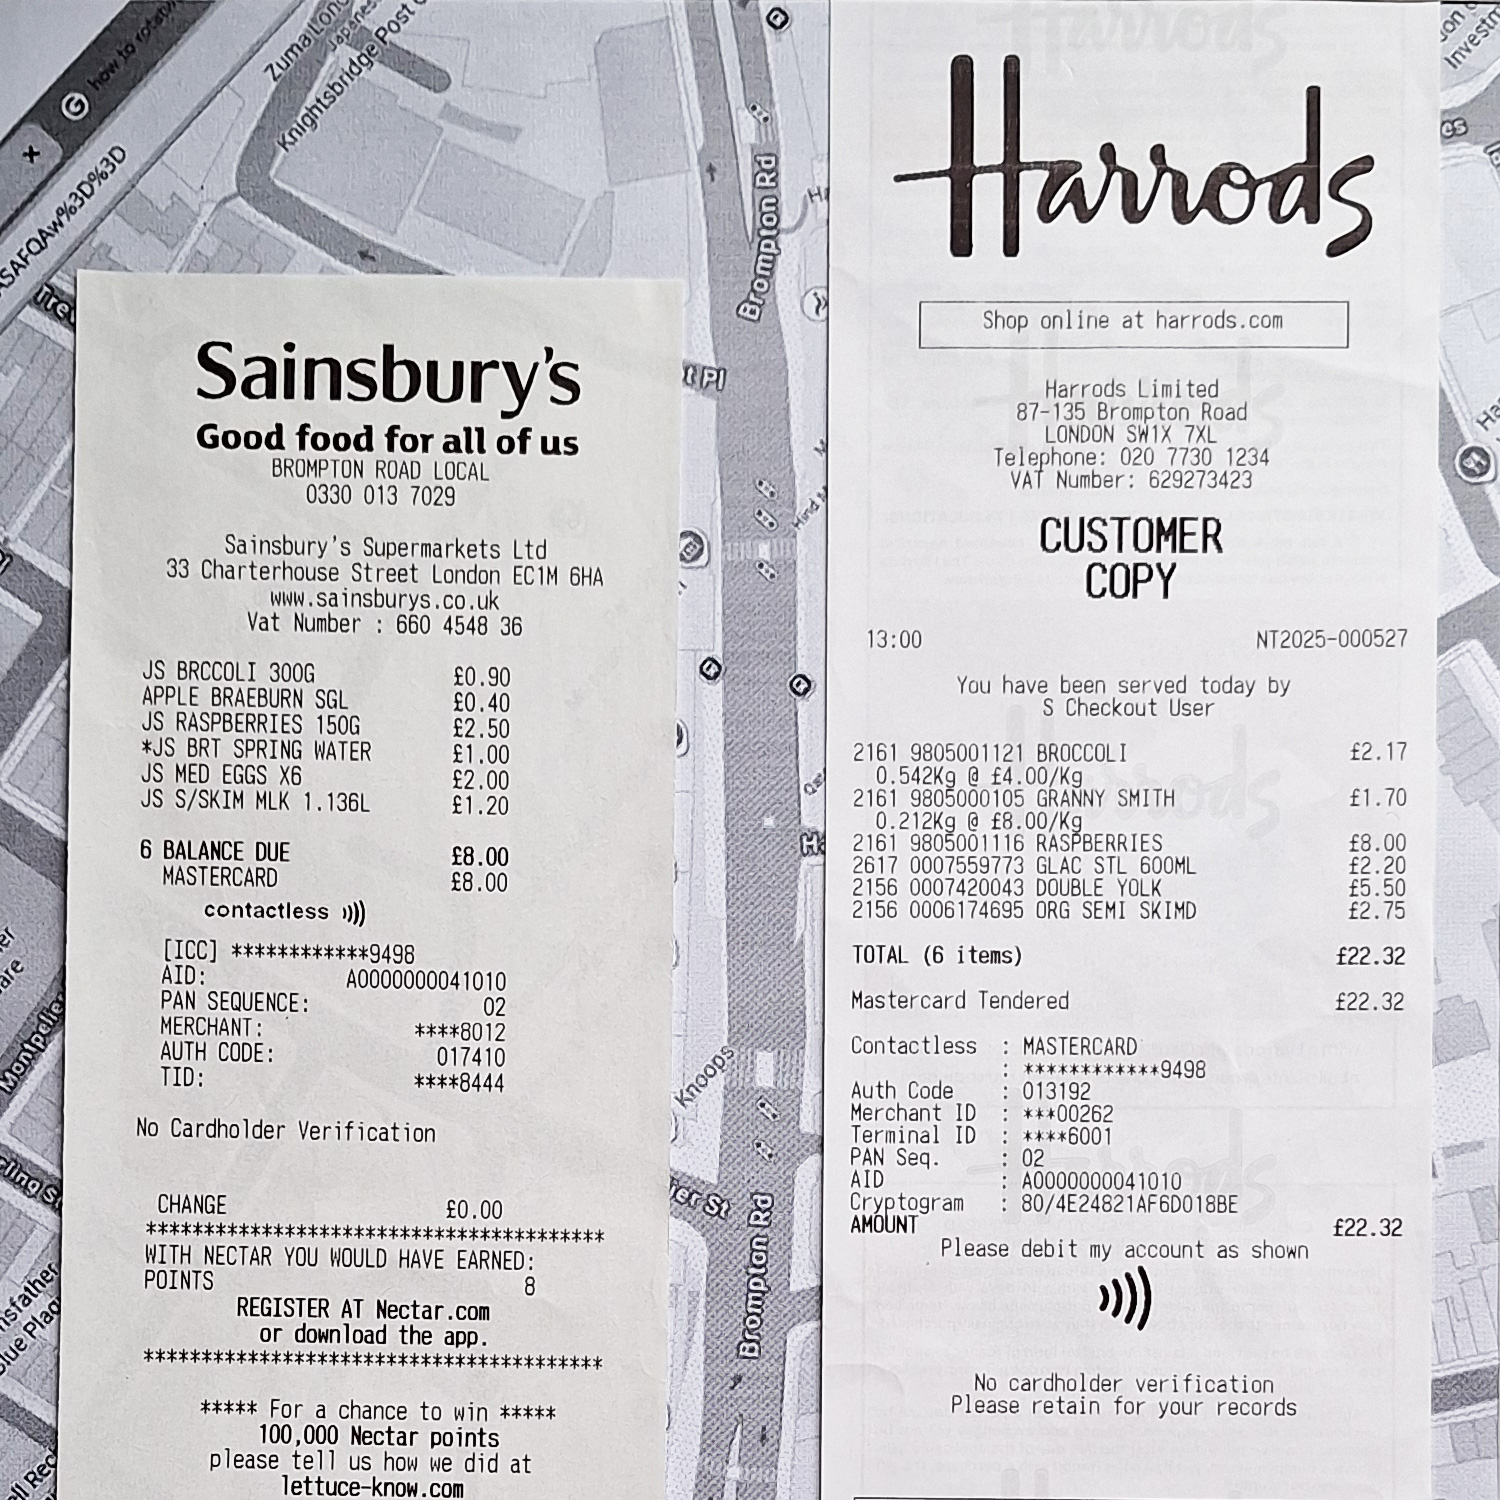 how to rotat
Zuma Lon
Japanes
Knightsbridge Post
SAFQAw%3D%3D
Brompton Rd
t Pl
Knoops
ier St
Brompton Rd
Montpelier
Sainsbury's
Good food for all of us
BROMPTON ROAD LOCAL
0330 013 7029
Sainsbury's Supermarkets Ltd
33 Charterhouse Street London EC1M 6HA
www.sainsburys.co.uk
Vat Number : 660 4548 36
JS BRCCOLI 300G £0.90
APPLE BRAEBURN SGL £0.40
JS RASPBERRIES 150G £2.50
*JS BRT SPRING WATER £1.00
JS MED EGGS X6 £2.00
JS S/SKIM MLK 1.136L £1.20
6 BALANCE DUE £8.00
MASTERCARD £8.00
contactless
[ICC] ************9498
AID: A0000000041010
PAN SEQUENCE: 02
MERCHANT: ****8012
AUTH CODE: 017410
TID: ****8444
No Cardholder Verification
CHANGE £0.00
****************************************
WITH NECTAR YOU WOULD HAVE EARNED:
POINTS 8
REGISTER AT Nectar.com
or download the app.
****************************************
***** For a chance to win *****
100,000 Nectar points
please tell us how we did at
lettuce-know.com
Harrods
Shop online at harrods.com
Harrods Limited
87-135 Brompton Road
LONDON SW1X 7XL
Telephone: 020 7730 1234
VAT Number: 629273423
CUSTOMER
COPY
13:00 NT2025-000527
You have been served today by
S Checkout User
2161 9805001121 BROCCOLI £2.17
0.542Kg @ £4.00/Kg
2161 9805000105 GRANNY SMITH £1.70
0.212Kg @ £8.00/Kg
2161 9805001116 RASPBERRIES £8.00
2617 0007559773 GLAC STL 600ML £2.20
2156 0007420043 DOUBLE YOLK £5.50
2156 0006174695 ORG SEMI SKIMD £2.75
TOTAL (6 items) £22.32
Mastercard Tendered £22.32
Contactless : MASTERCARD
: ************9498
Auth Code : 013192
Merchant ID : ***00262
Terminal ID : ****6001
PAN Seq. : 02
AID : A0000000041010
Cryptogram : 80/4E24821AF6D018BE
AMOUNT £22.32
Please debit my account as shown
No cardholder verification
Please retain for your records